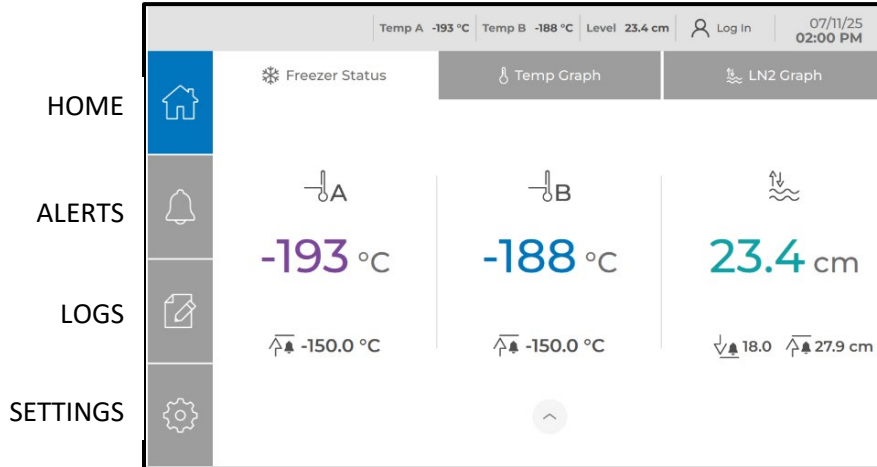 Temp A -193 °C Temp B -188 °C Level 23.4 cm Log In 07/11/25
02:00 PM
Freezer Status Temp Graph LN2 Graph
HOME
ALERTS
LOGS
SETTINGS
A B
-193 °C -188 °C 23.4 cm
-150.0 °C -150.0 °C 18.0 27.9 cm